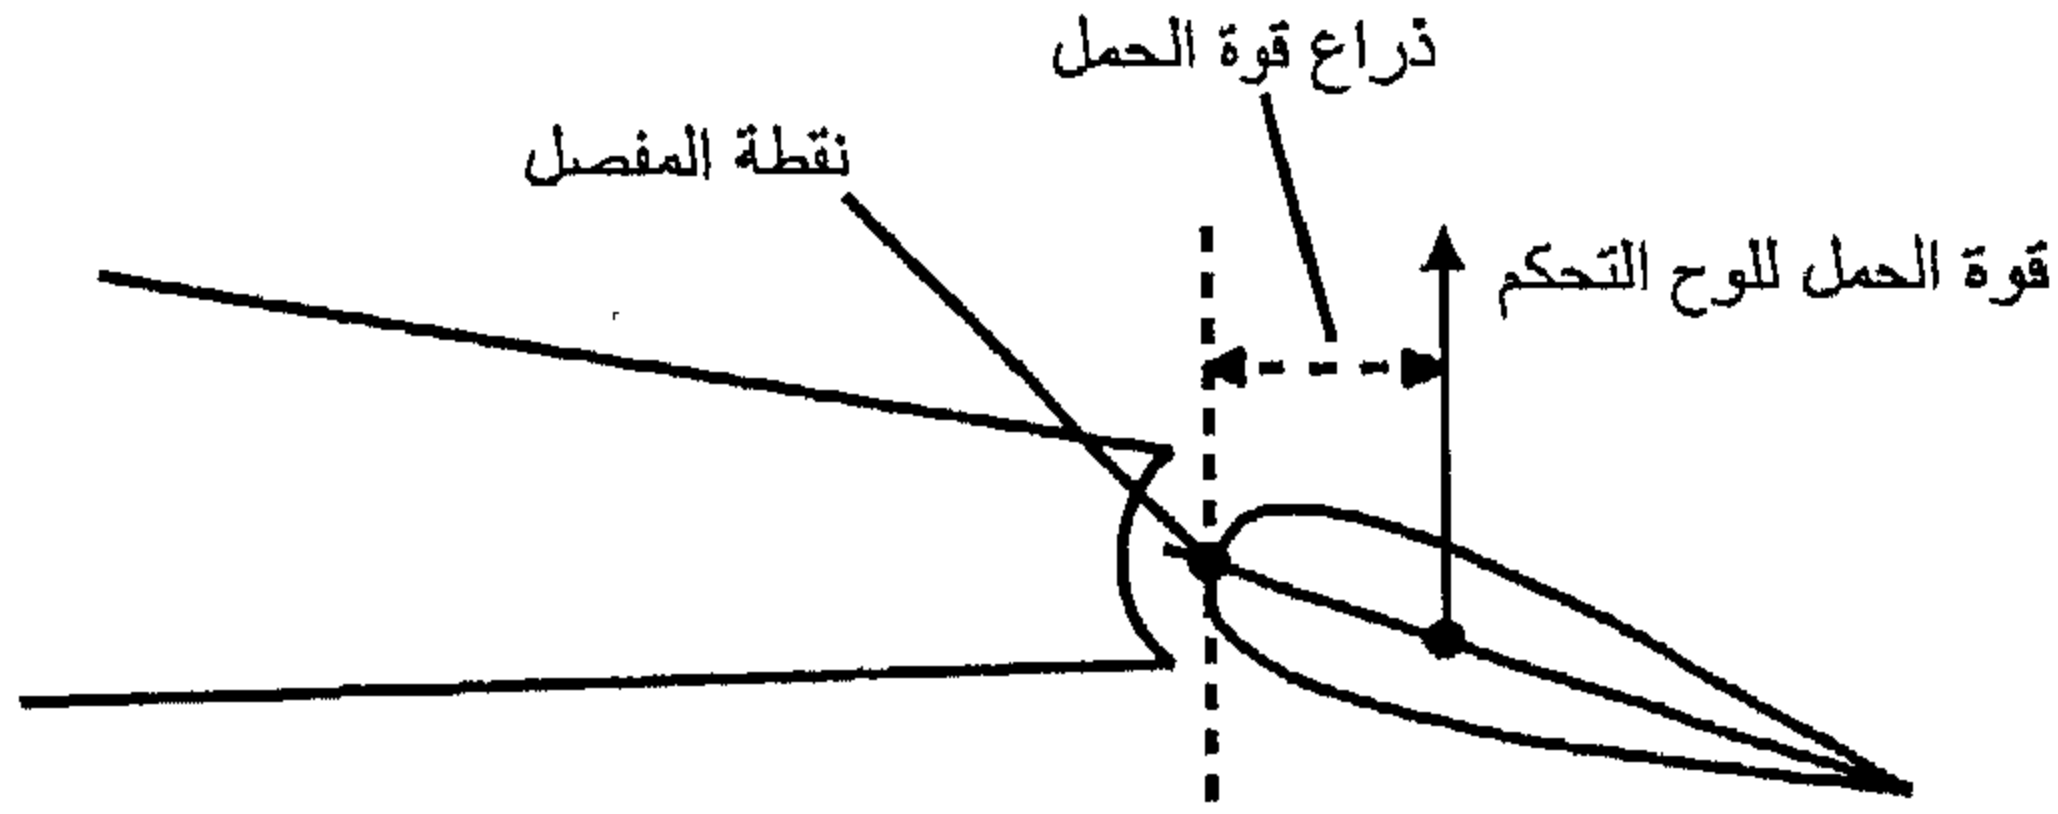 ذراع قوة الحمل
نقطة المفصل
قوة الحمل للوح التحكم